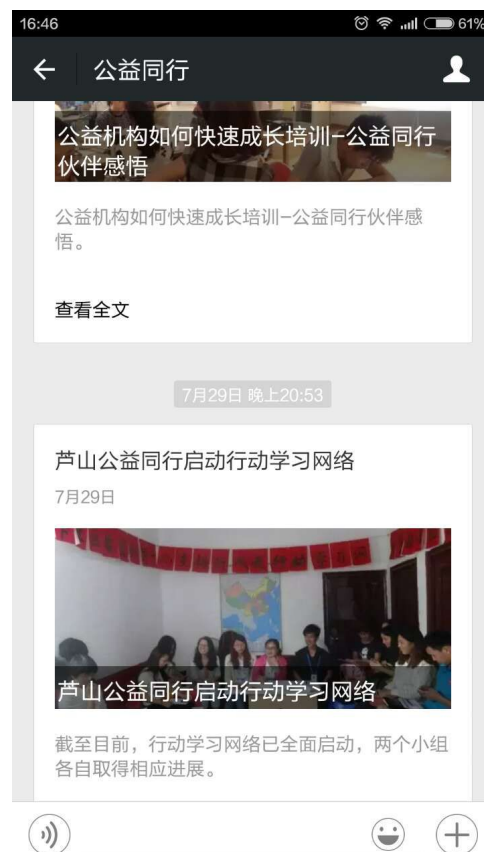 16:46
61%
公益同行
公益机构如何快速成长培训-公益同行
伙伴感悟
公益机构如何快速成长培训-公益同行伙伴感
悟。
查看全文
7月29日 晚上20:53
芦山公益同行启动行动学习网络
7月29日
芦山公益同行启动行动学习网络
截至目前，行动学习网络已全面启动，两个小组
各自取得相应进展。